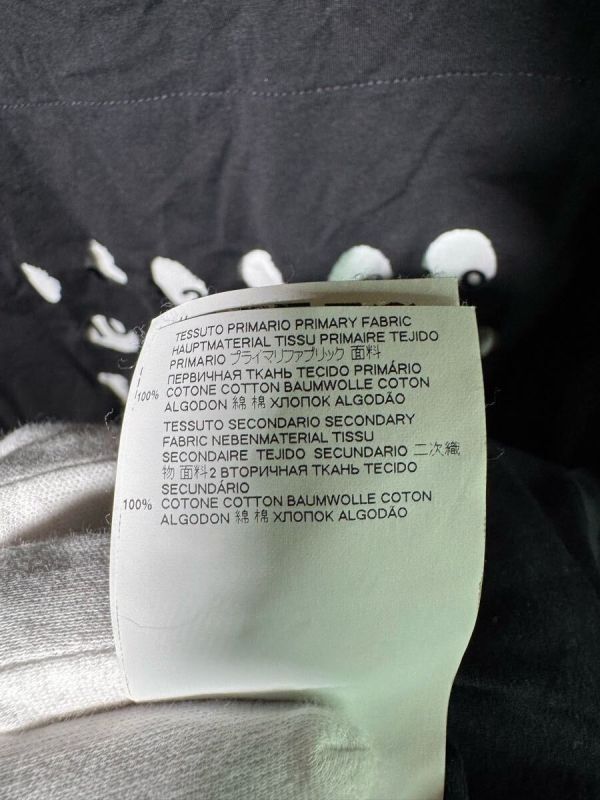 TESSUTO PRIMARIO PRIMARY FABRIC
HAUPTMATERIAL TISSU PRIMAIRE TEJIDO
PRIMARIO プライマリファブリック 面料
ПЕРВИЧНАЯ ТКАНЬ TECIDO PRIMÁRIO
100% COTONE COTTON BAUMWOLLE COTON
ALGODON 綿 棉 ХЛОПОК ALGODÃO
TESSUTO SECONDARIO SECONDARY
FABRIC NEBENMATERIAL TISSU
SECONDAIRE TEJIDO SECUNDARIO 二次織
物 面料2 ВТОРИЧНАЯ ТКАНЬ TECIDO
SECUNDÁRIO
100% COTONE COTTON BAUMWOLLE COTON
ALGODON 綿 棉 ХЛОПОК ALGODÃO